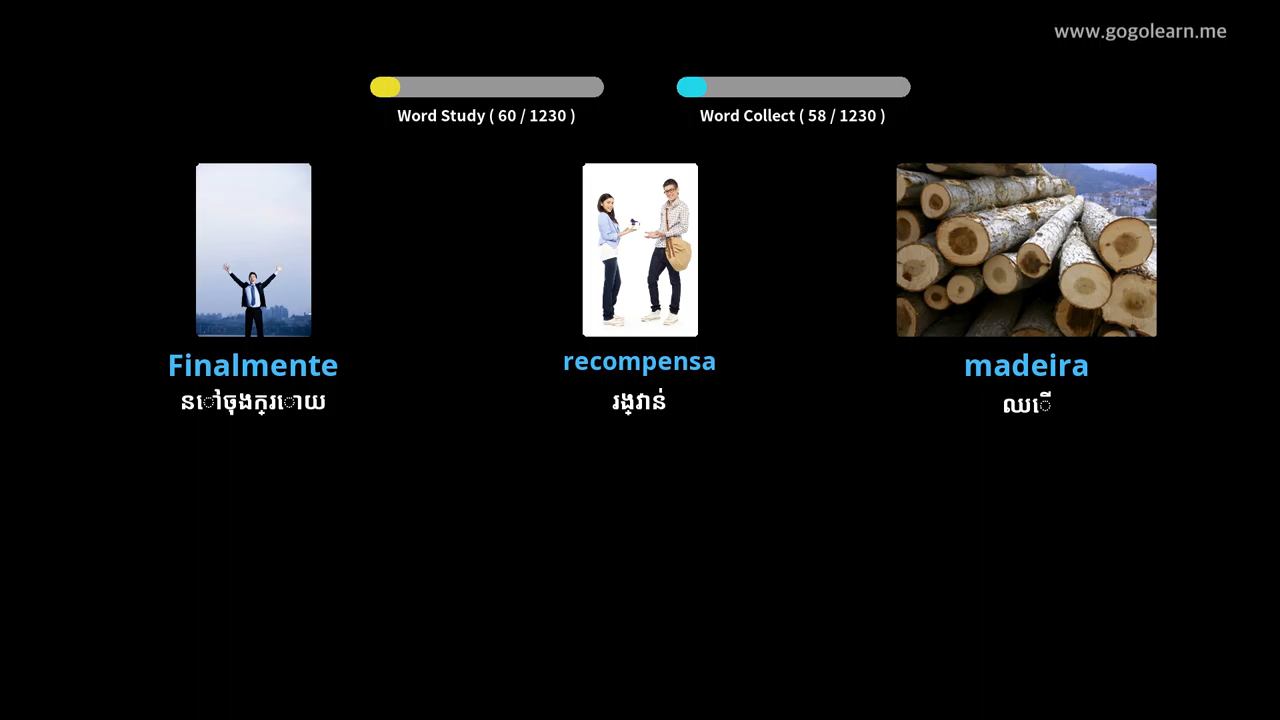 www.gogolearn.me
Word Study ( 60 / 1230 )
Word Collect ( 58 / 1230 )
Finalmente
recompensa
madeira
នៅចុងក្រោយ
រង្វាន់
ឈើ